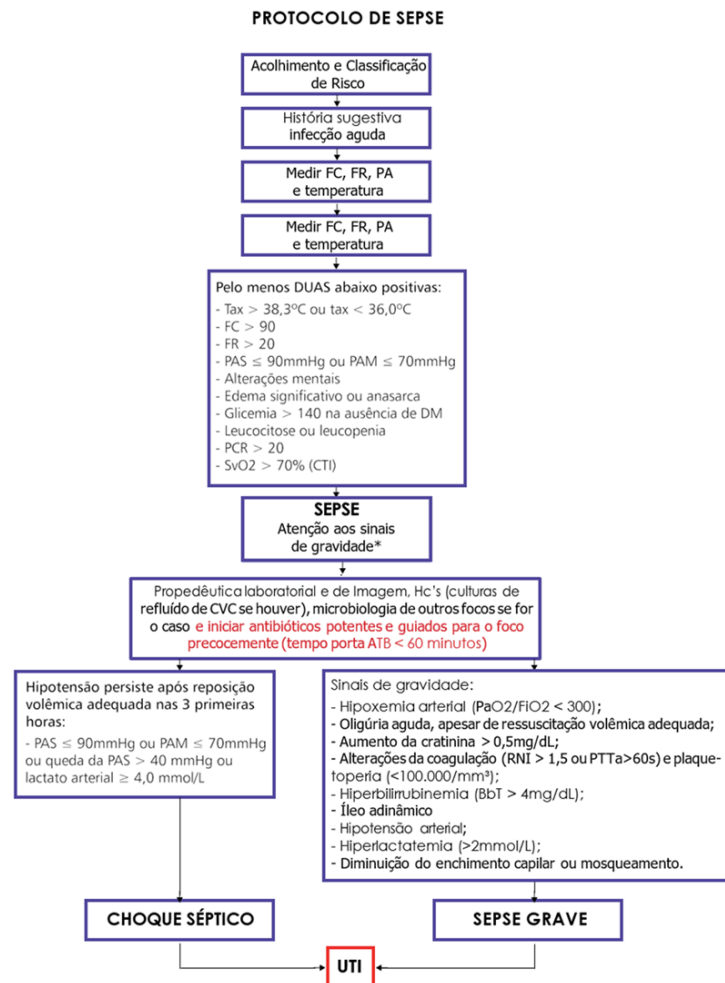 PROTOCOLO DE SEPSE
Acolhimento e Classificação
de Risco
História sugestiva
infecção aguda
Medir FC, FR, PA
e temperatura
Medir FC, FR, PA
e temperatura
Pelo menos DUAS abaixo positivas:
- Tax > 38,3ºC ou tax < 36,0ºC
- FC > 90
- FR > 20
- PAS ≤ 90mmHg ou PAM ≤ 70mmHg
- Alterações mentais
- Edema significativo ou anasarca
- Glicemia > 140 na ausência de DM
- Leucocitose ou leucopenia
- PCR > 20
- SvO2 > 70% (CTI)
SEPSE
Atenção aos sinais
de gravidade*
Propedêutica laboratorial e de Imagem, Hc's (culturas de
refluído de CVC se houver), microbiologia de outros focos se for
o caso e iniciar antibióticos potentes e guiados para o foco
precocemente (tempo porta ATB < 60 minutos)
Hipotensão persiste após reposição
volêmica adequada nas 3 primeiras
horas:
- PAS ≤ 90mmHg ou PAM ≤ 70mmHg
ou queda da PAS > 40 mmHg ou
lactato arterial ≥ 4,0 mmol/L
Sinais de gravidade:
- Hipoxemia arterial (PaO2/FiO2 < 300);
- Oligúria aguda, apesar de ressuscitação volêmica adequada;
- Aumento da cratinina > 0,5mg/dL;
- Alterações da coagulação (RNI > 1,5 ou PTTa>60s) e plaque-
toperia (<100.000/mm³);
- Hiperbilirrubinemia (BbT > 4mg/dL);
- Íleo adinâmico
- Hipotensão arterial;
- Hiperlactatemia (>2mmol/L);
- Diminuição do enchimento capilar ou mosqueamento.
CHOQUE SÉPTICO
SEPSE GRAVE
UTI